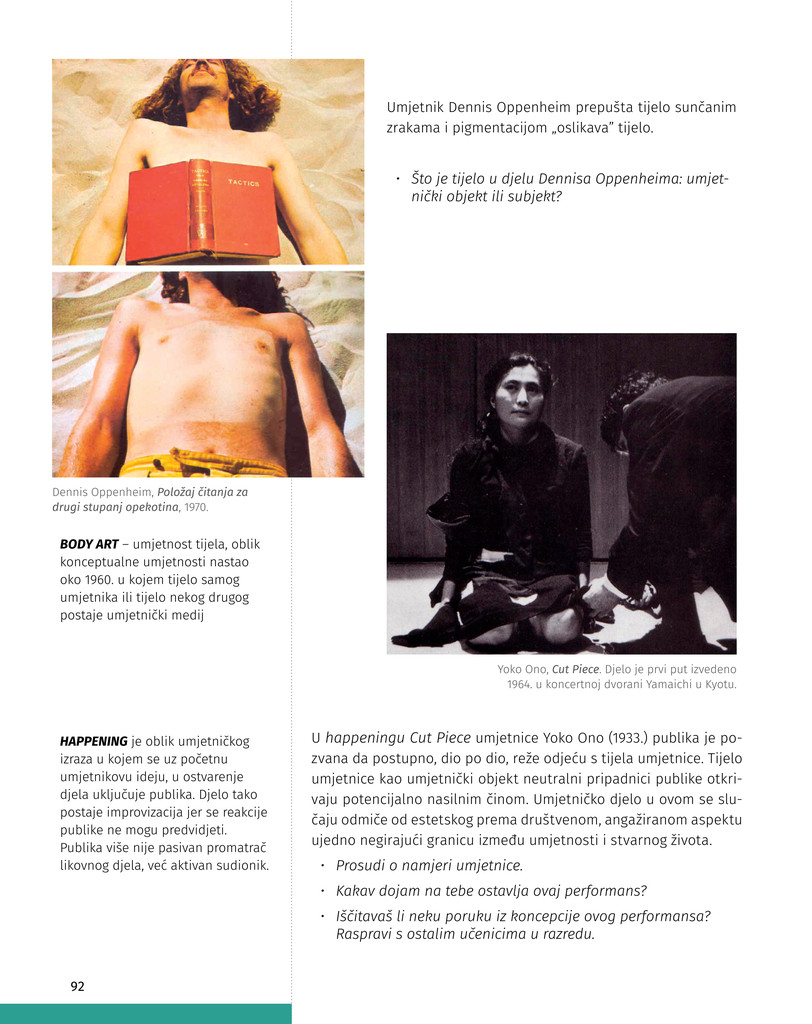 Umjetnik Dennis Oppenheim prepušta tijelo sunčanim
zrakama i pigmentacijom „oslikava” tijelo.
• Što je tijelo u djelu Dennisa Oppenheima: umjet-
nički objekt ili subjekt?
TACTICS
Dennis Oppenheim, Položaj čitanja za
drugi stupanj opekotina, 1970.
BODY ART – umjetnost tijela, oblik
konceptualne umjetnosti nastao
oko 1960. u kojem tijelo samog
umjetnika ili tijelo nekog drugog
postaje umjetnički medij
Yoko Ono, Cut Piece. Djelo je prvi put izvedeno
1964. u koncertnoj dvorani Yamaichi u Kyotu.
HAPPENING je oblik umjetničkog
izraza u kojem se uz početnu
umjetnikovu ideju, u ostvarenje
djela uključuje publika. Djelo tako
postaje improvizacija jer se reakcije
publike ne mogu predvidjeti.
Publika više nije pasivan promatrač
likovnog djela, već aktivan sudionik.
U happeningu Cut Piece umjetnice Yoko Ono (1933.) publika je po-
zvana da postupno, dio po dio, reže odjeću s tijela umjetnice. Tijelo
umjetnice kao umjetnički objekt neutralni pripadnici publike otkri-
vaju potencijalno nasilnim činom. Umjetničko djelo u ovom se slu-
čaju odmiče od estetskog prema društvenom, angažiranom aspektu
ujedno negirajući granicu između umjetnosti i stvarnog života.
• Prosudi o namjeri umjetnice.
• Kakav dojam na tebe ostavlja ovaj performans?
• Iščitavaš li neku poruku iz koncepcije ovog performansa?
Raspravi s ostalim učenicima u razredu.
92